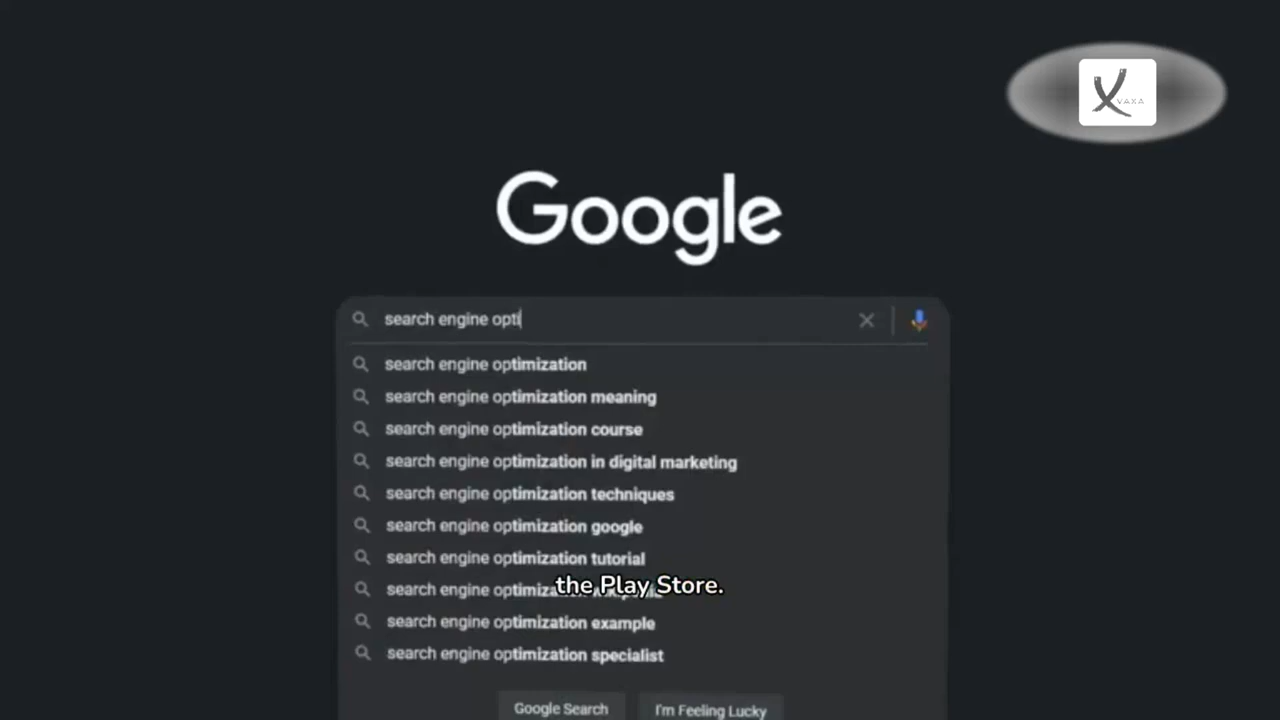 VAXA
Google
search engine opti
search engine optimization
search engine optimization meaning
search engine optimization course
search engine optimization in digital marketing
search engine optimization techniques
search engine optimization google
search engine optimization tutorial
search engine optimization
the Play Store.
search engine optimization example
search engine optimization specialist
Google Search
I'm Feeling Lucky